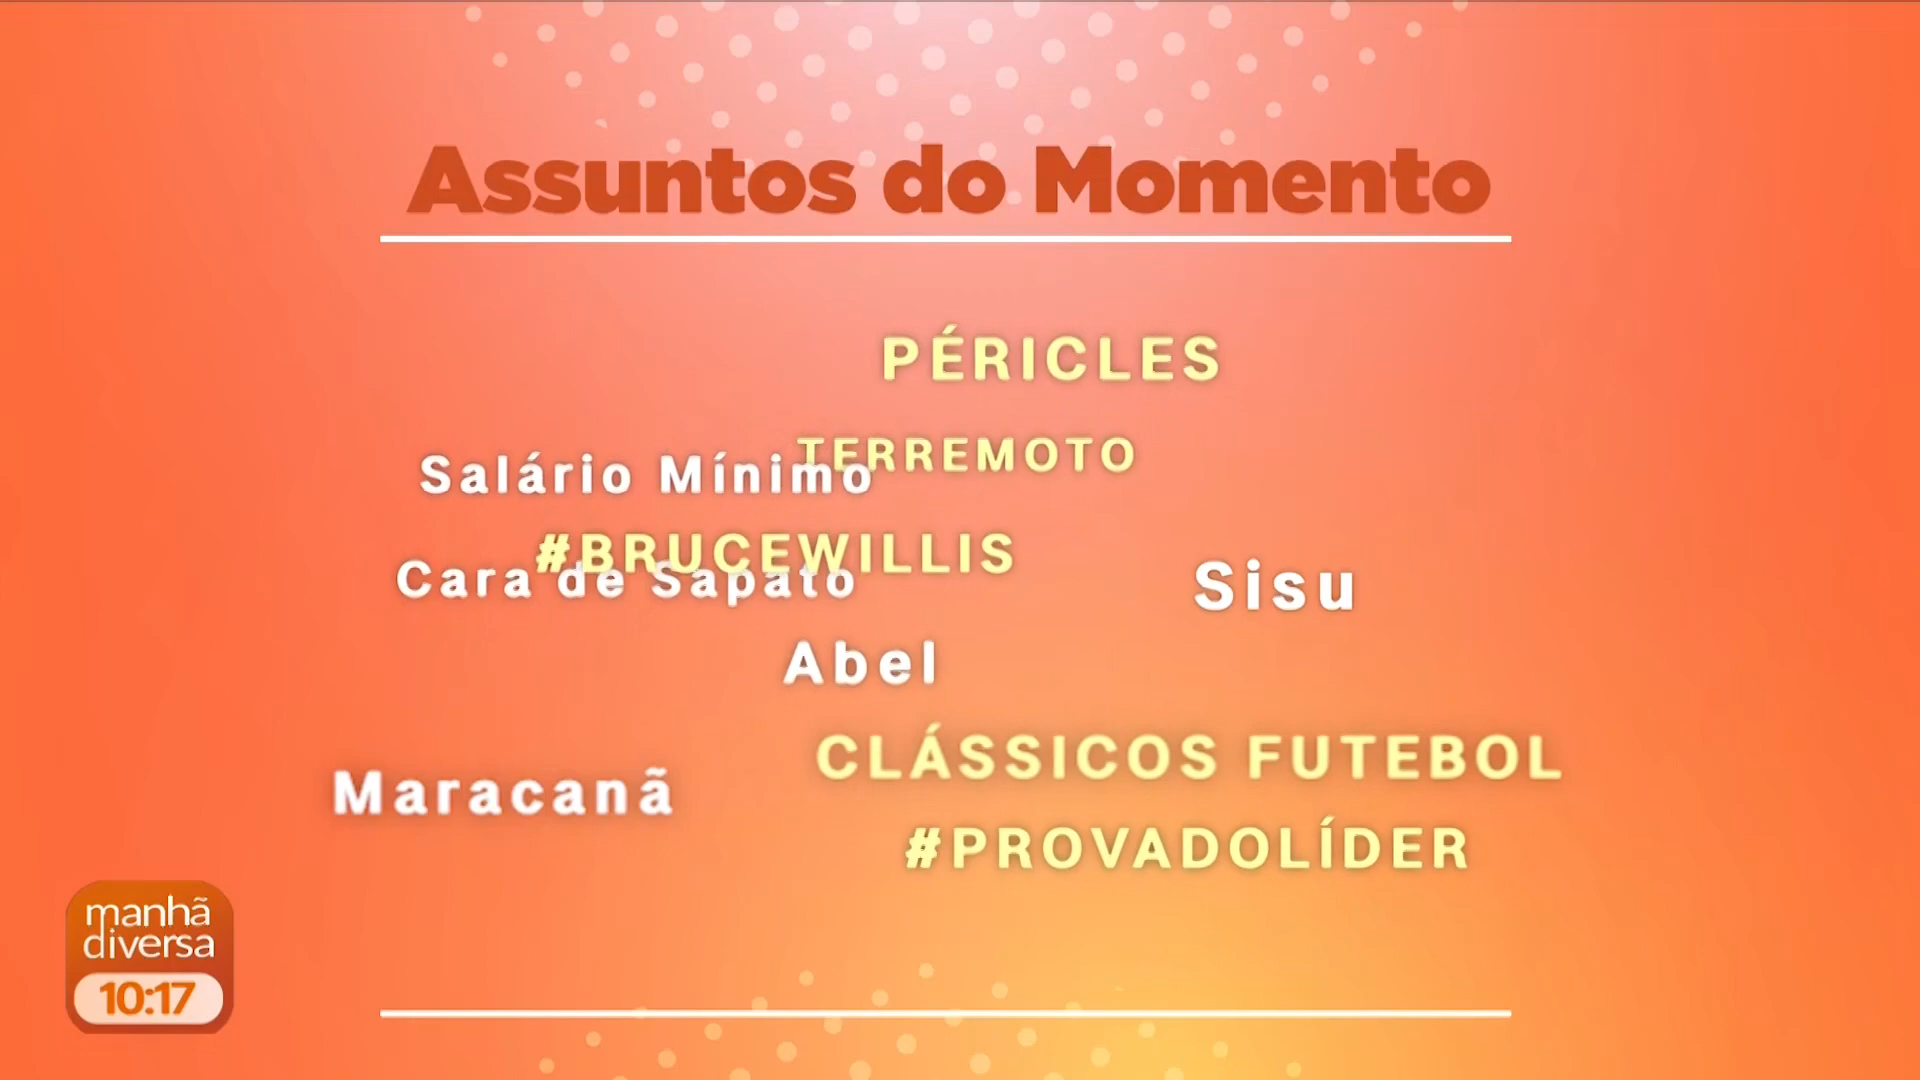 Assuntos do Momento
PÉRICLES
TERREMOTO
Salário Mínimo
#BRUCEWILLIS
Cara de Sapato
Sisu
Abel
CLÁSSICOS FUTEBOL
Maracanã
#PROVADOLÍDER
manhã
diversa
10:17